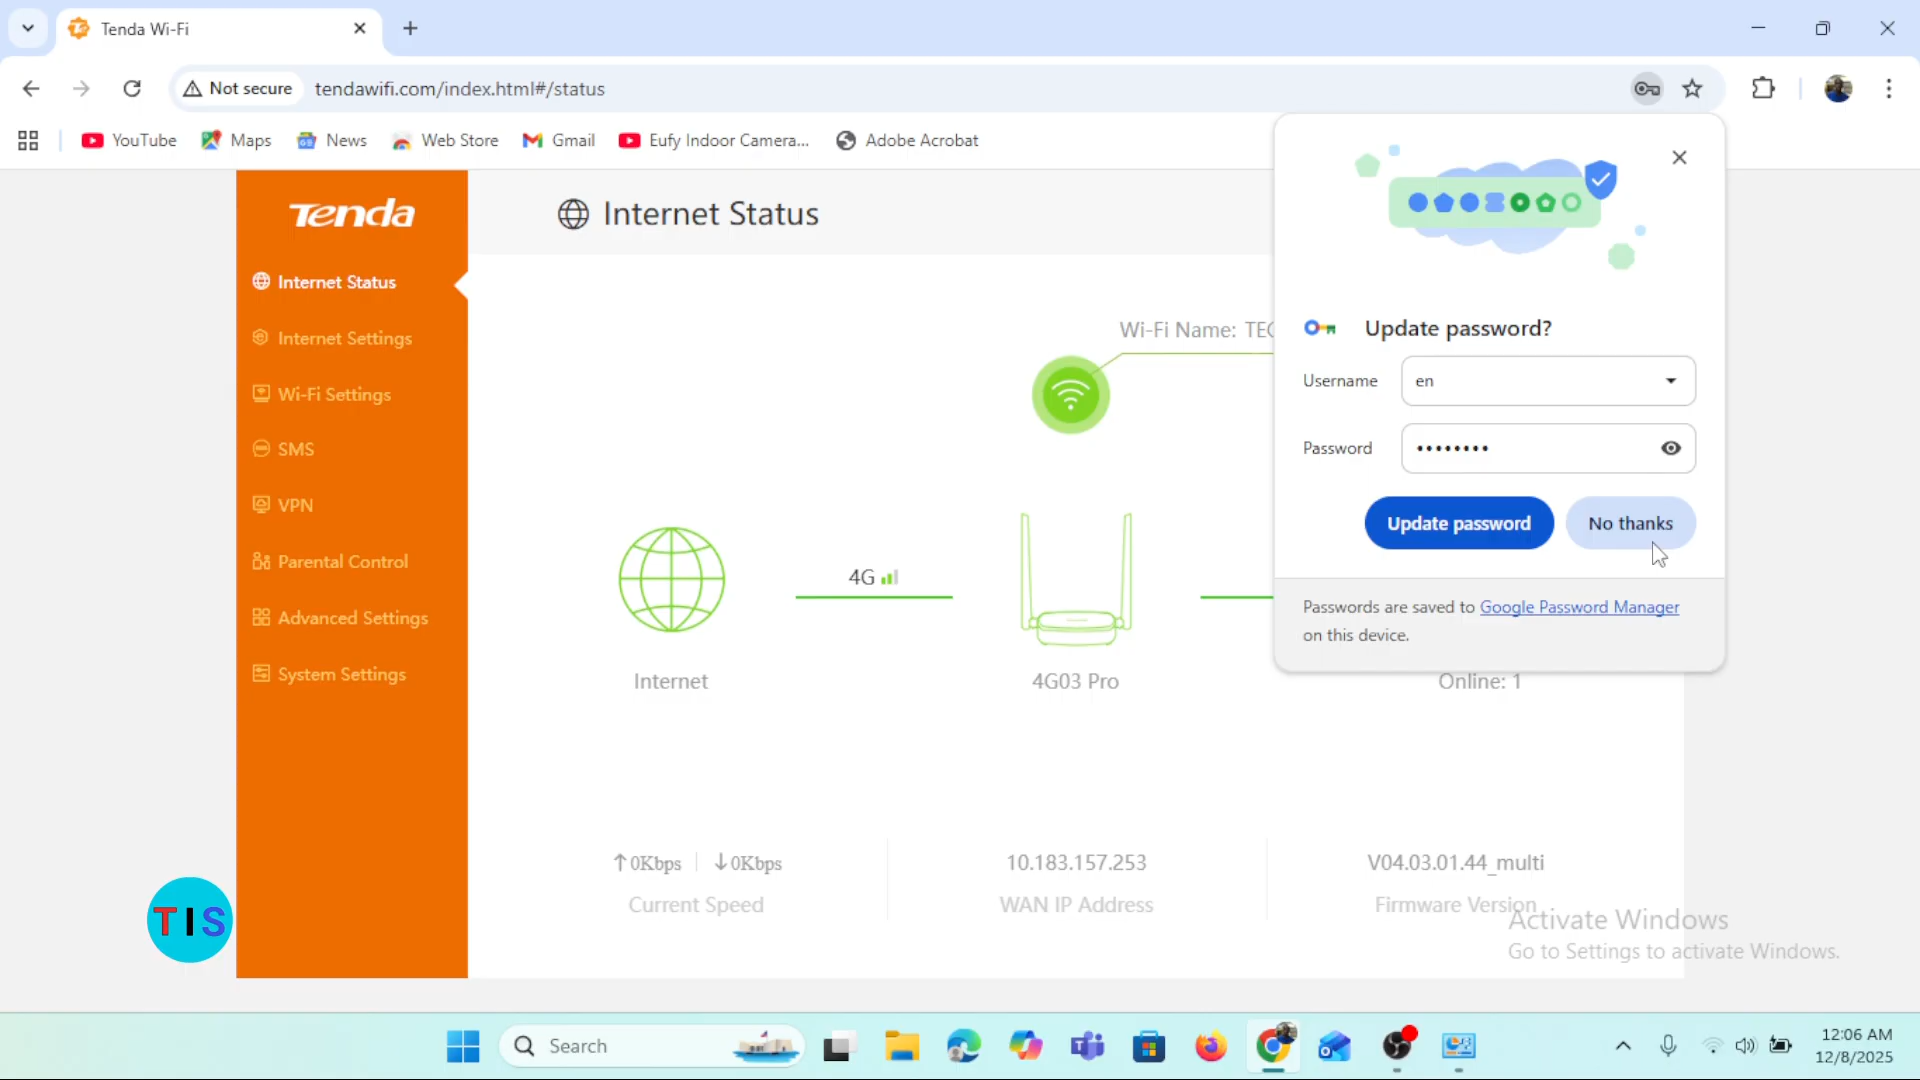 Tenda Wi-Fi
Not secure
tendawifi.com/index.html#/status
YouTube
Maps
News
Web Store
Gmail
Eufy Indoor Camera...
Adobe Acrobat
Tenda
Internet Status
Internet Settings
Wi-Fi Settings
SMS
VPN
Parental Control
Advanced Settings
System Settings
Internet Status
Wi-Fi Name: TEC
4G
Internet
4G03 Pro
Online: 1
↑0Kbps
↓0Kbps
Current Speed
10.183.157.253
WAN IP Address
V04.03.01.44_multi
Firmware Version
Update password?
Username
en
Password
••••••••
Update password
No thanks
Passwords are saved to Google Password Manager
on this device.
Activate Windows
Go to Settings to activate Windows.
TIS
Search
12:06 AM
12/8/2025